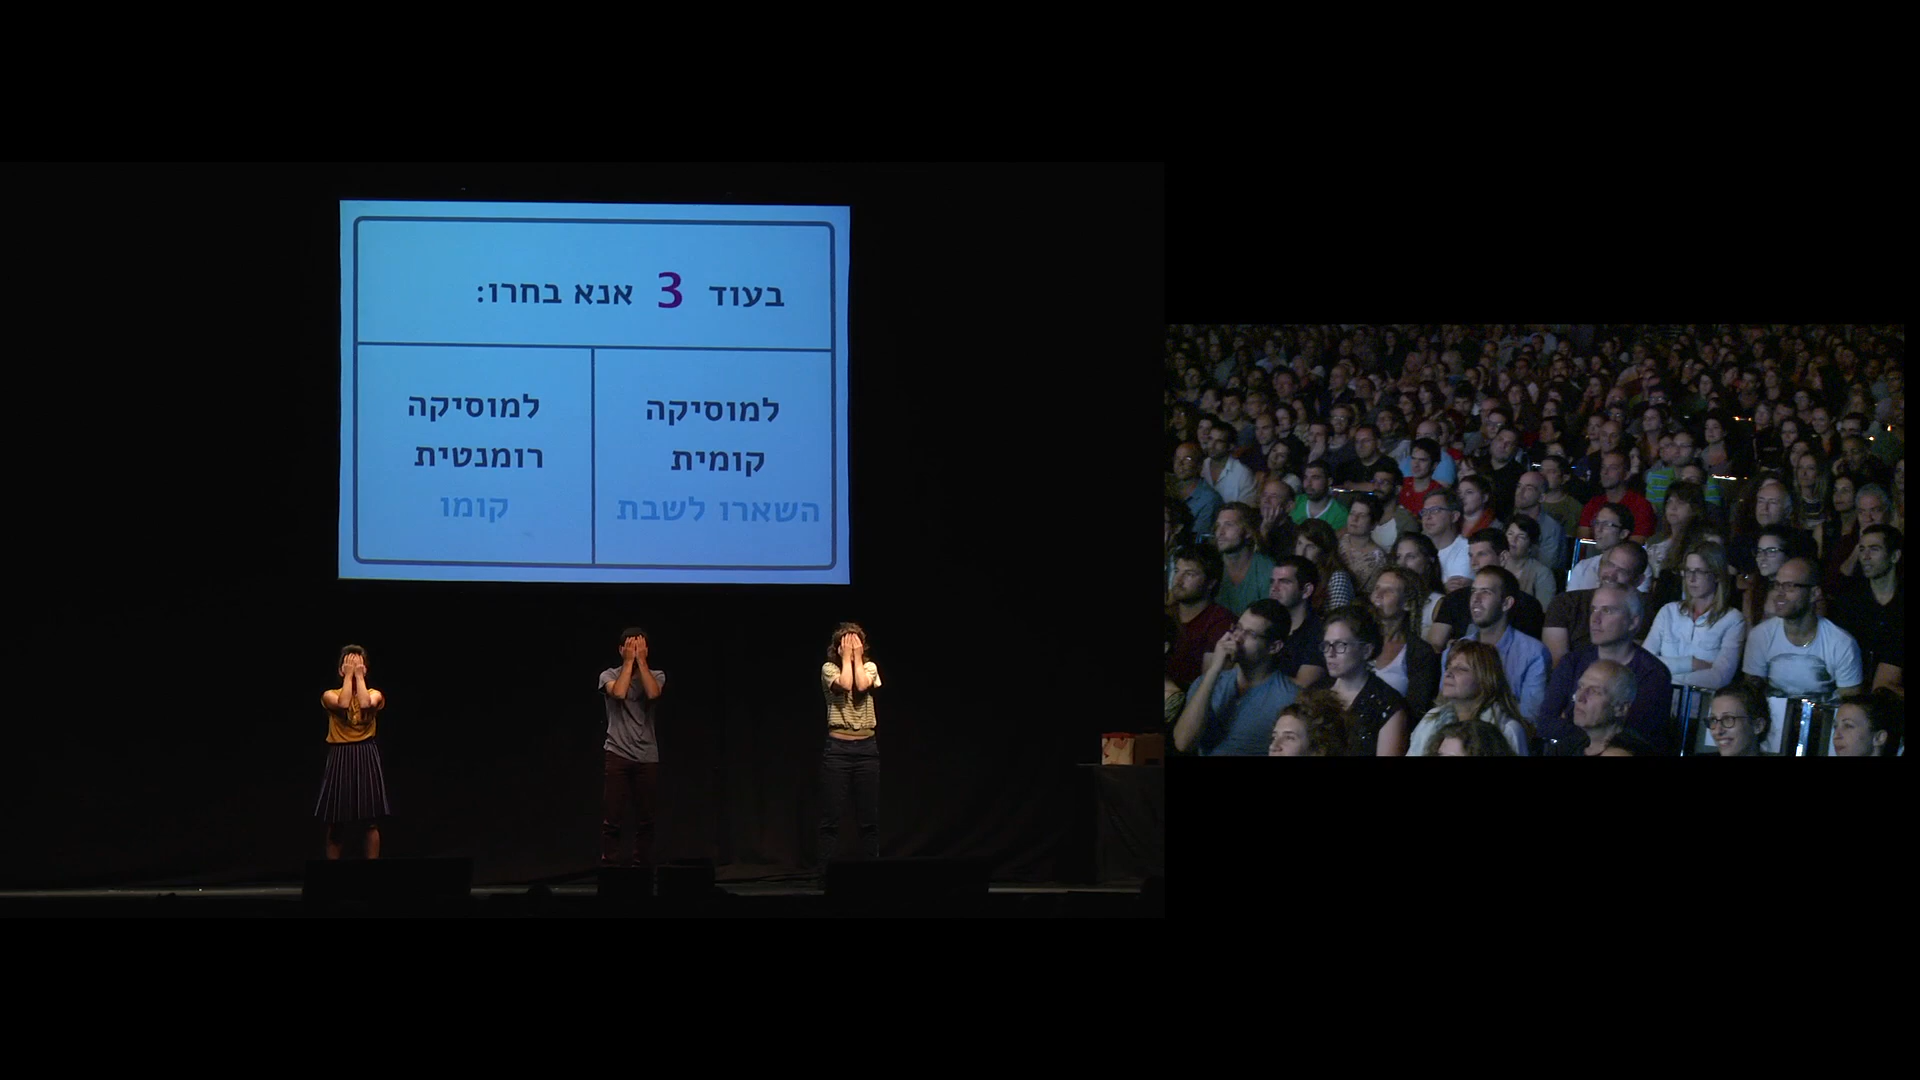 בעוד 3 אנא בחרו:
למוסיקה
קומית
השארו לשבת
למוסיקה
רומנטית
קומו